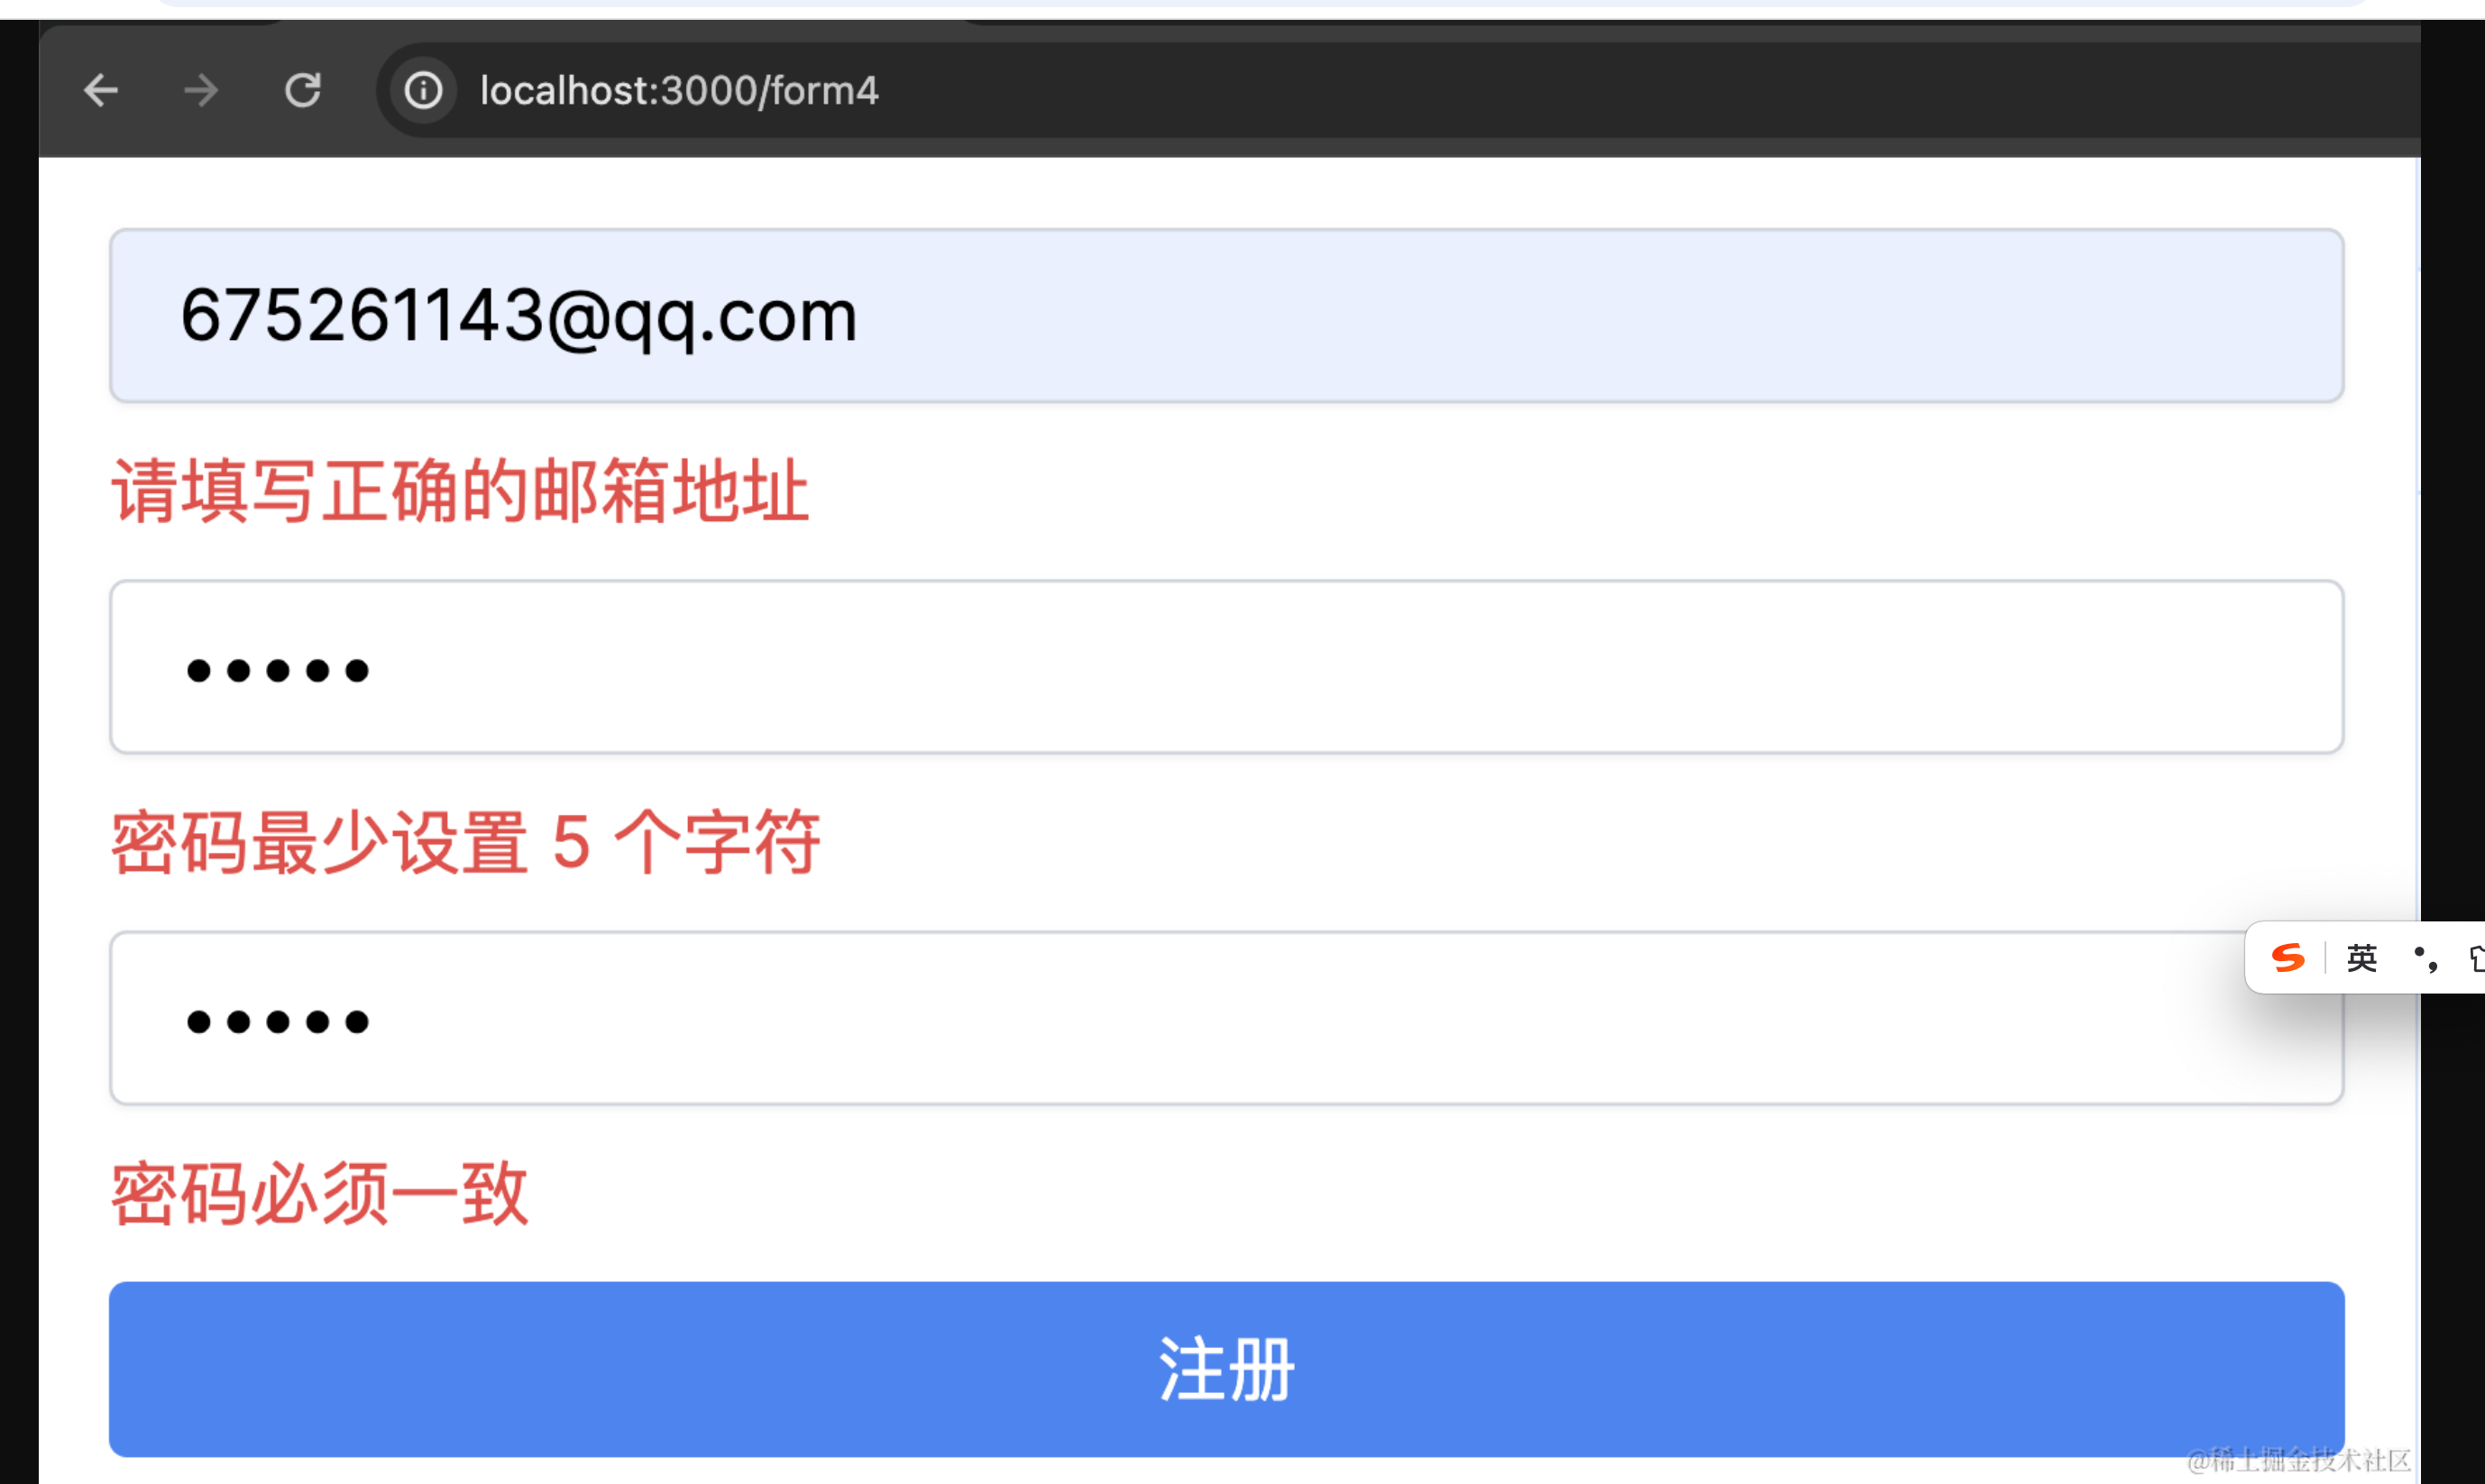 localhost:3000/form4
675261143@qq.com
请填写正确的邮箱地址
•••••
密码最少设置 5 个字符
•••••
英
密码必须一致
注册
@稀土掘金技术社区